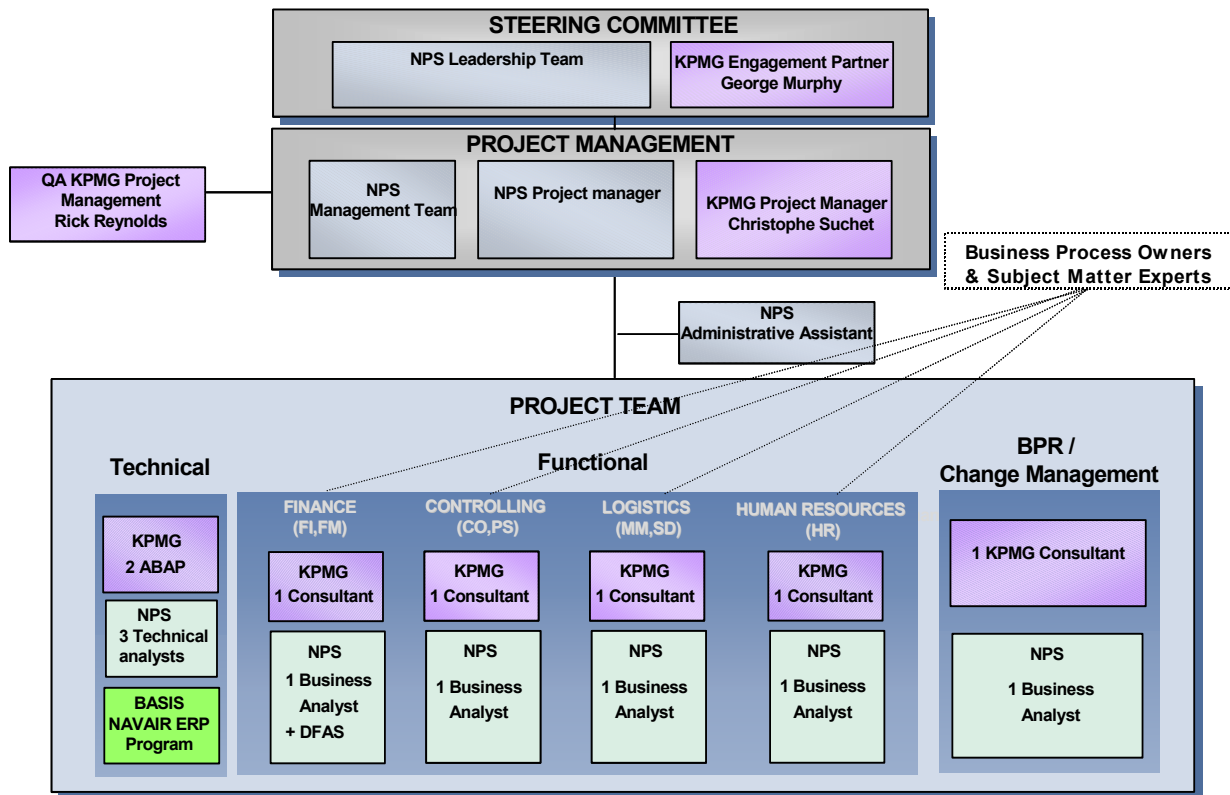 STEERING COMMITTEE
NPS Leadership Team
KPMG Engagement Partner
George Murphy
PROJECT MANAGEMENT
QA KPMG Project
Management
Rick Reynolds
NPS
Management Team
NPS Project manager
KPMG Project Manager
Christophe Suchet
Business Process Owners
& Subject Matter Experts
NPS
Administrative Assistant
PROJECT TEAM
Technical
KPMG
2 ABAP
NPS
3 Technical
analysts
BASIS
NAVAIR ERP
Program
Functional
FINANCE
(FI,FM)
KPMG
1 Consultant
NPS
1 Business
Analyst
+ DFAS
CONTROLLING
(CO,PS)
KPMG
1 Consultant
NPS
1 Business
Analyst
LOGISTICS
(MM,SD)
KPMG
1 Consultant
NPS
1 Business
Analyst
HUMAN RESOURCES
(HR)
KPMG
1 Consultant
NPS
1 Business
Analyst
BPR /
Change Management
1 KPMG Consultant
NPS
1 Business
Analyst